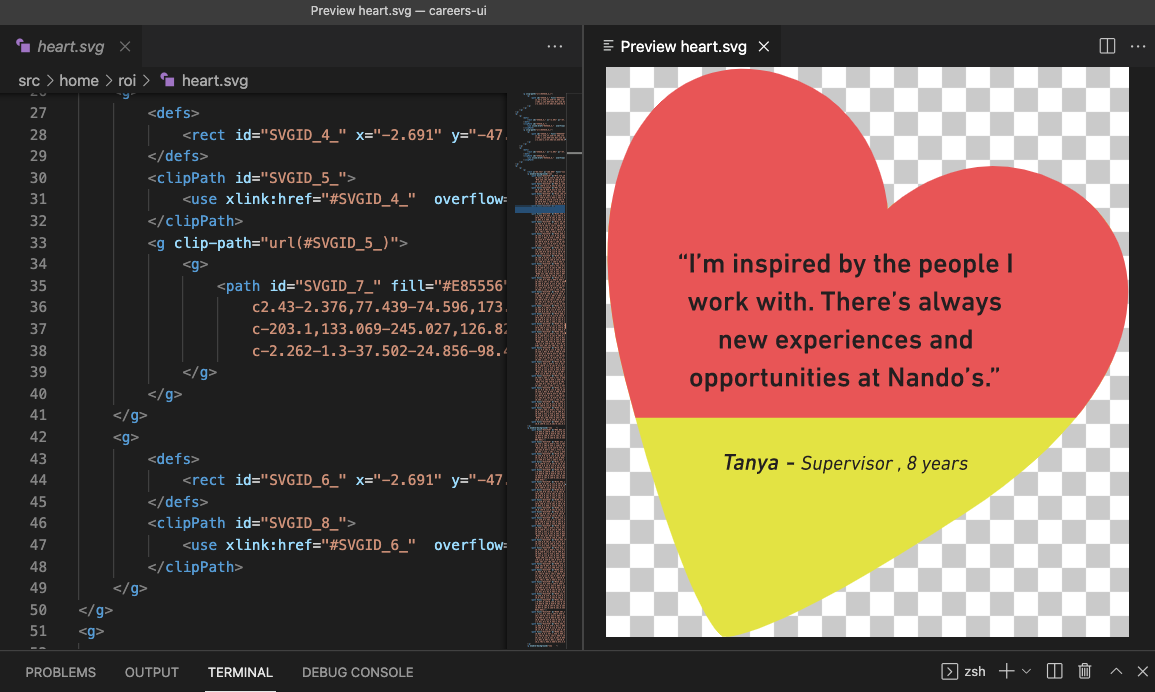 Preview heart.svg — careers-ui
heart.svg
src > home > roi > heart.svg
27 <defs>
28 <rect id="SVGID_4_" x="-2.691" y="-47.
29 </defs>
30 <clipPath id="SVGID_5_">
31 <use xlink:href="#SVGID_4_" overflow=
32 </clipPath>
33 <g clip-path="url(#SVGID_5_)">
34 <g>
35 <path id="SVGID_7_" fill="#E85556"
36 c2.43-2.376,77.439-74.596,173.
37 c-203.1,133.069-245.027,126.82
38 c-2.262-1.3-37.502-24.856-98.4
39 </g>
40 </g>
41 </g>
42 <g>
43 <defs>
44 <rect id="SVGID_6_" x="-2.691" y="-47.
45 </defs>
46 <clipPath id="SVGID_8_">
47 <use xlink:href="#SVGID_6_" overflow=
48 </clipPath>
49 </g>
50 </g>
51 <g>
Preview heart.svg
“I’m inspired by the people I
work with. There’s always
new experiences and
opportunities at Nando’s.”
Tanya - Supervisor , 8 years
PROBLEMS OUTPUT TERMINAL DEBUG CONSOLE
zsh